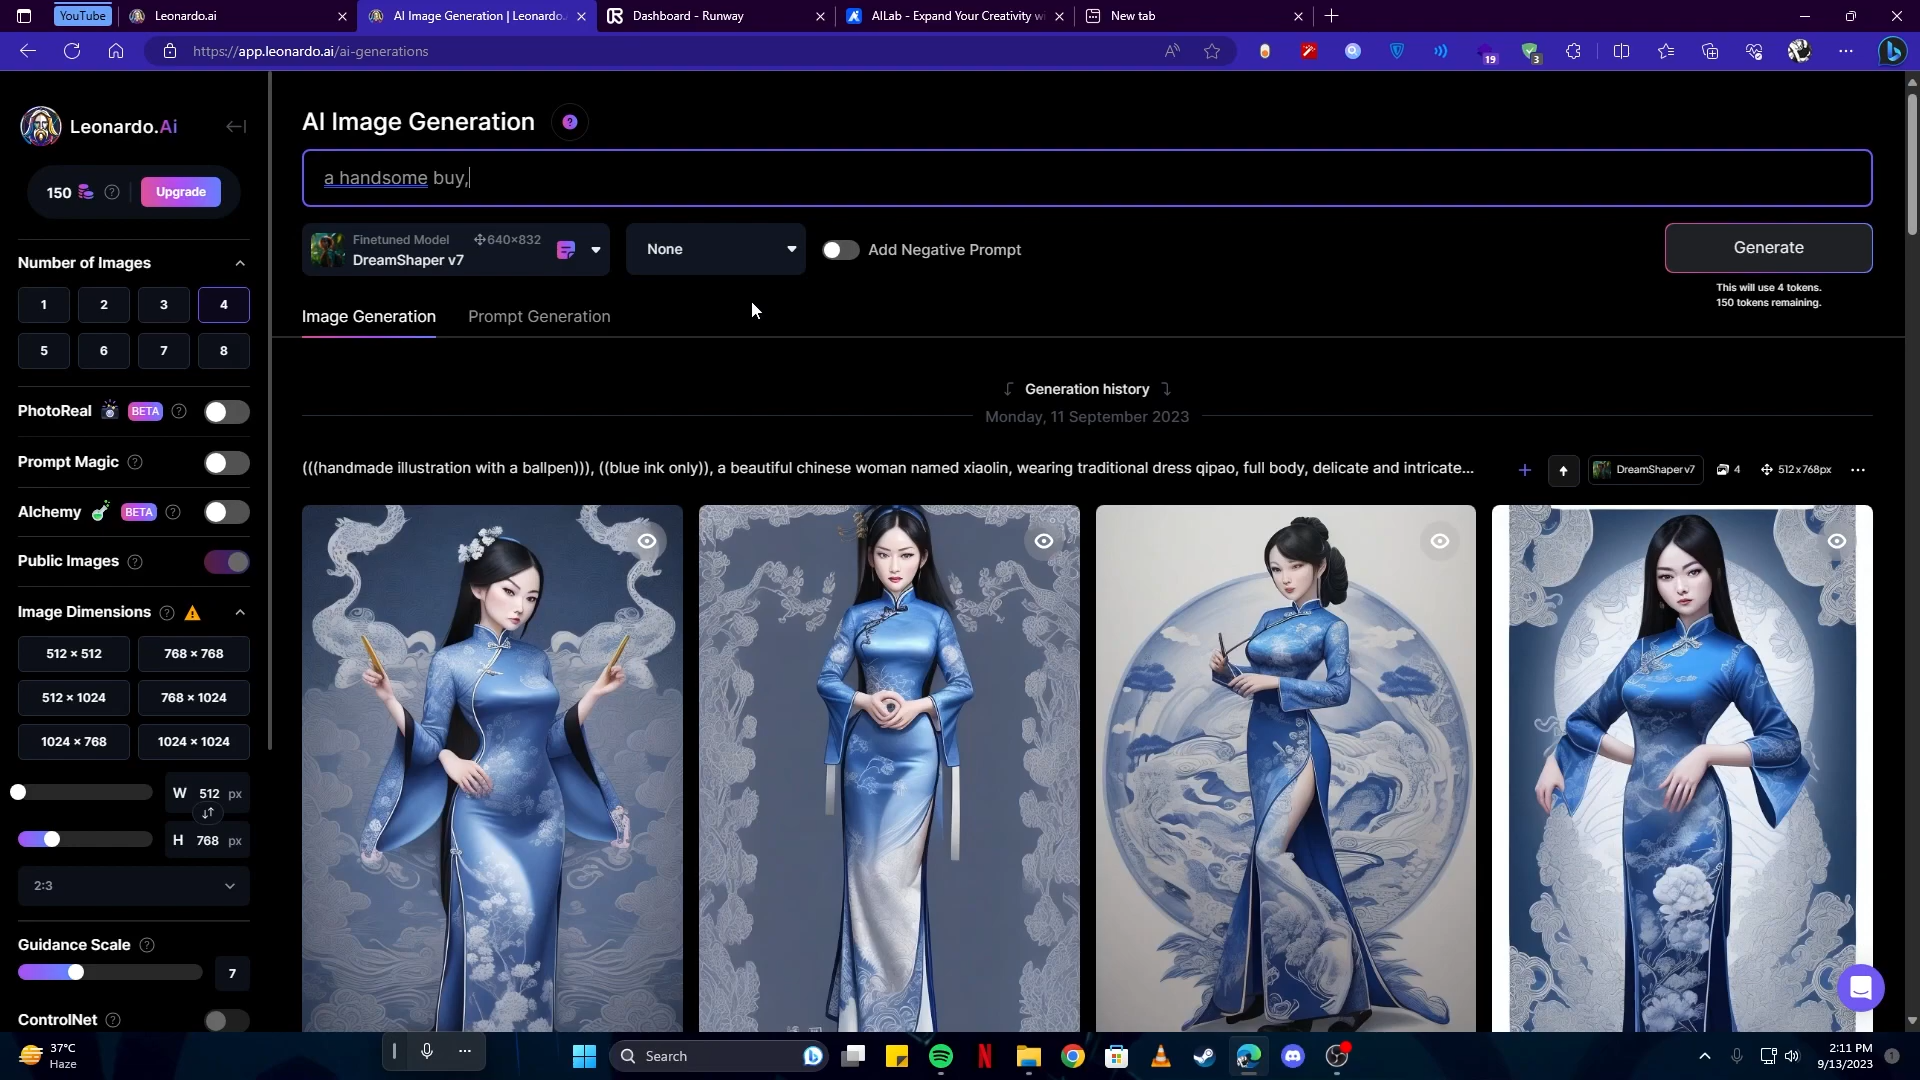 YouTube
Leonardo.ai
AI Image Generation | Leonardo.
Dashboard - Runway
AILab - Expand Your Creativity wi
New tab
https://app.leonardo.ai/ai-generations
19
3
Leonardo.Ai
150
Upgrade
AI Image Generation
a handsome buy,
Finetuned Model
640×832
DreamShaper v7
None
Add Negative Prompt
Generate
This will use 4 tokens.
150 tokens remaining.
Number of Images
1 2 3 4
5 6 7 8
Image Generation
Prompt Generation
PhotoReal BETA
Prompt Magic
Alchemy BETA
Public Images
Generation history
Monday, 11 September 2023
(((handmade illustration with a ballpen))), ((blue ink only)), a beautiful chinese woman named xiaolin, wearing traditional dress qipao, full body, delicate and intricate...
DreamShaper v7
4
512x768px
Image Dimensions
512 × 512
768 × 768
512 × 1024
768 × 1024
1024 × 768
1024 × 1024
W 512 px
H 768 px
2:3
Guidance Scale
7
ControlNet
37°C
Haze
Search
2:11 PM
9/13/2023
1